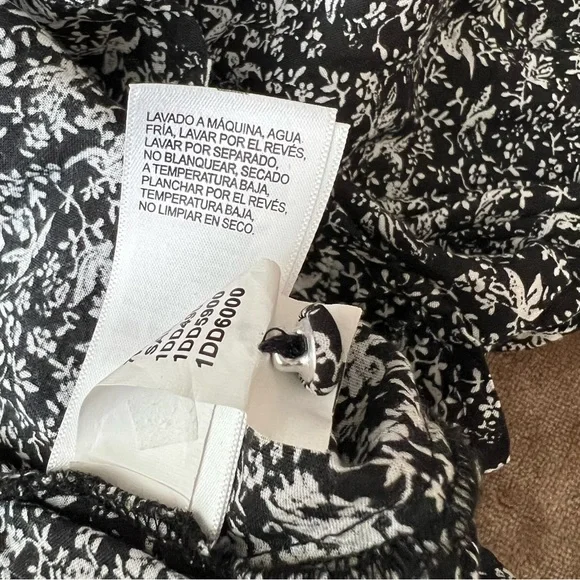 LAVADO A MÁQUINA, AGUA
FRÍA, LAVAR POR EL REVÉS,
LAVAR POR SEPARADO,
NO BLANQUEAR, SECADO
A TEMPERATURA BAJA,
PLANCHAR POR EL REVÉS,
TEMPERATURA BAJA,
NO LIMPIAR EN SECO.
1DD5900
1DD6000